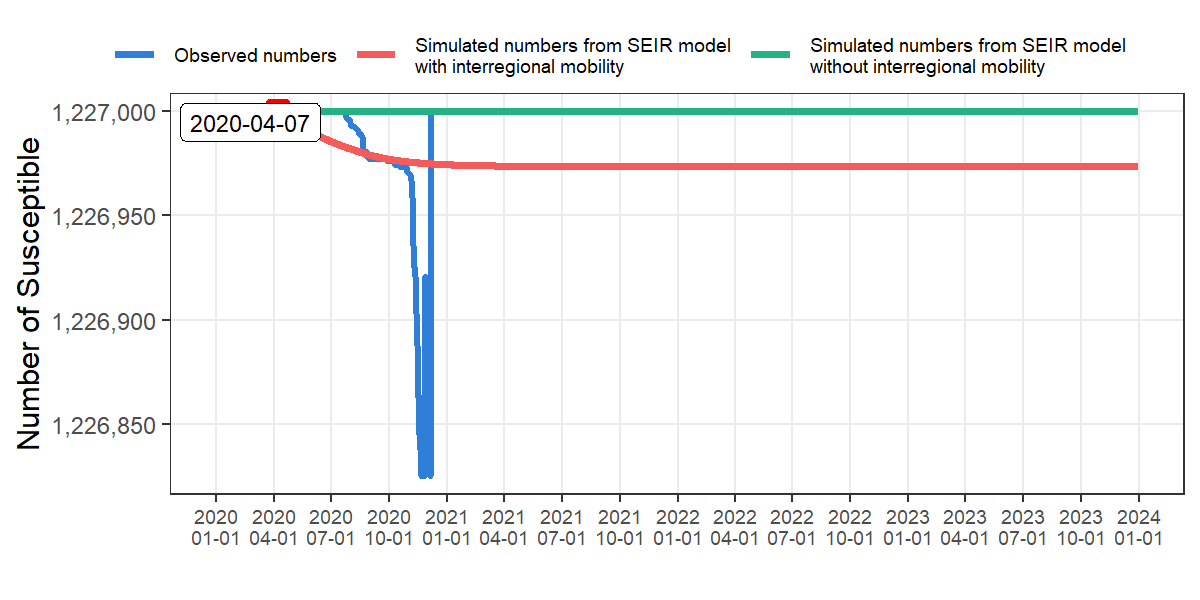 Observed numbers
Simulated numbers from SEIR model
with interregional mobility
Simulated numbers from SEIR model
without interregional mobility
Number of Susceptible
1,227,000
1,226,950
1,226,900
1,226,850
2020-04-07
2020 2020 2020 2020 2021 2021 2021 2021 2022 2022 2022 2022 2023 2023 2023 2023 2024
01-01 04-01 07-01 10-01 01-01 04-01 07-01 10-01 01-01 04-01 07-01 10-01 01-01 04-01 07-01 10-01 01-01